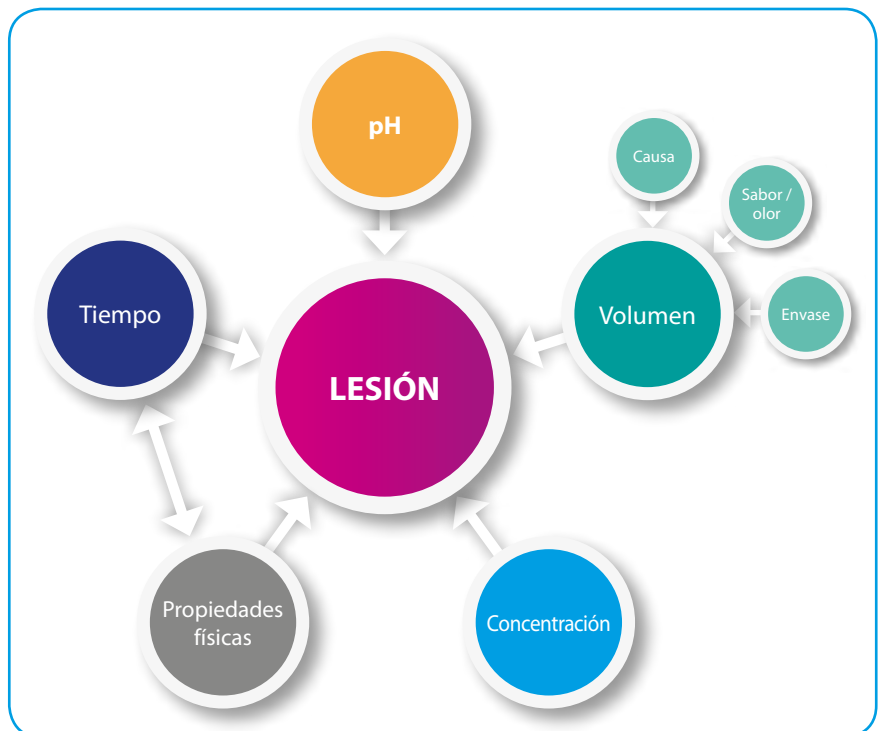 pH
Causa
Sabor /
olor
Tiempo
Volumen
Envase
LESIÓN
Propiedades
físicas
Concentración